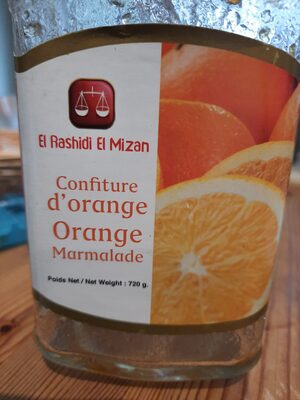 El Rashidi El Mizan
Confiture
d'orange
Orange
Marmalade
Poids Net / Net Weight : 720 g.